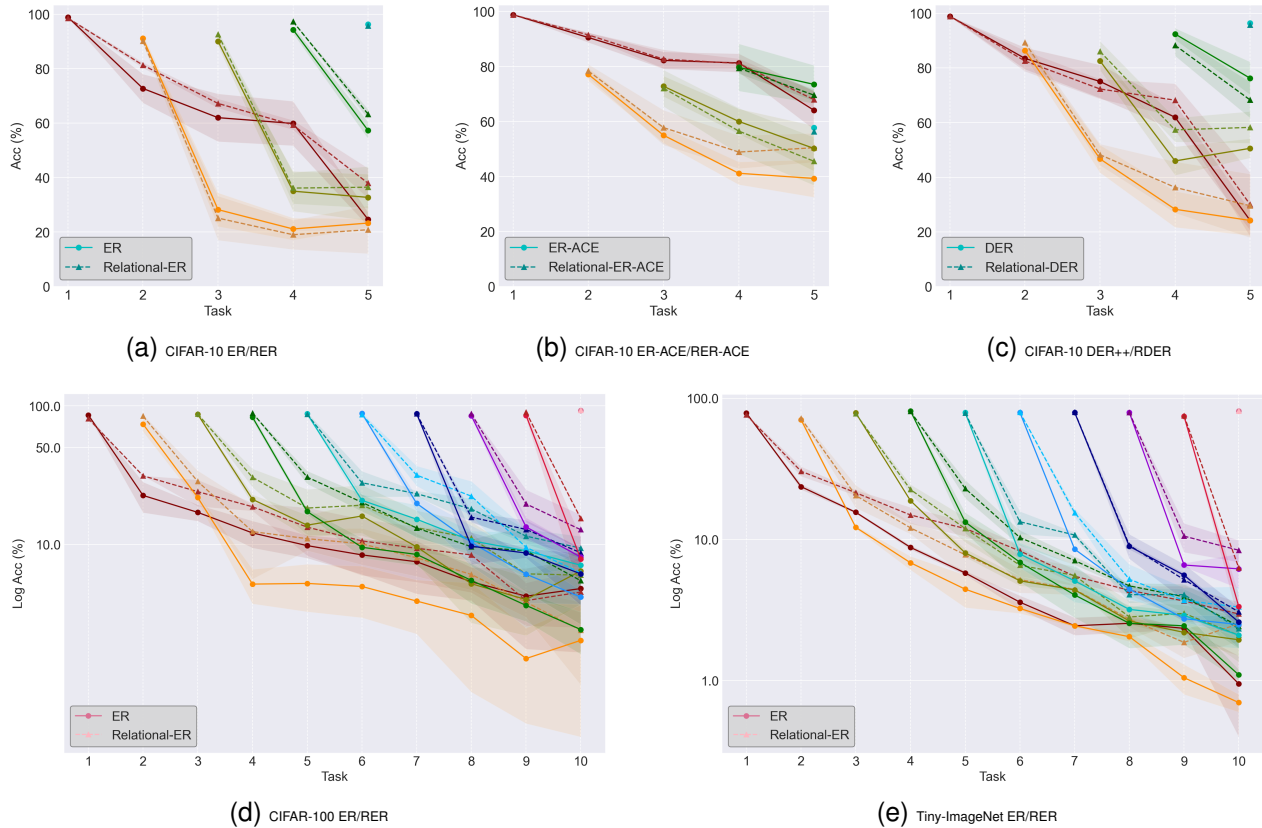 100
80
60
40
20
0
Acc (%)
ER
Relational-ER
1 2 3 4 5
Task
(a) CIFAR-10 ER/RER
100
80
60
40
20
0
Acc (%)
ER-ACE
Relational-ER-ACE
1 2 3 4 5
Task
(b) CIFAR-10 ER-ACE/RER-ACE
100
80
60
40
20
0
Acc (%)
DER
Relational-DER
1 2 3 4 5
Task
(c) CIFAR-10 DER++/RDER
100.0
50.0
10.0
Log Acc (%)
ER
Relational-ER
1 2 3 4 5 6 7 8 9 10
Task
(d) CIFAR-100 ER/RER
100.0
10.0
1.0
Log Acc (%)
ER
Relational-ER
1 2 3 4 5 6 7 8 9 10
Task
(e) Tiny-ImageNet ER/RER